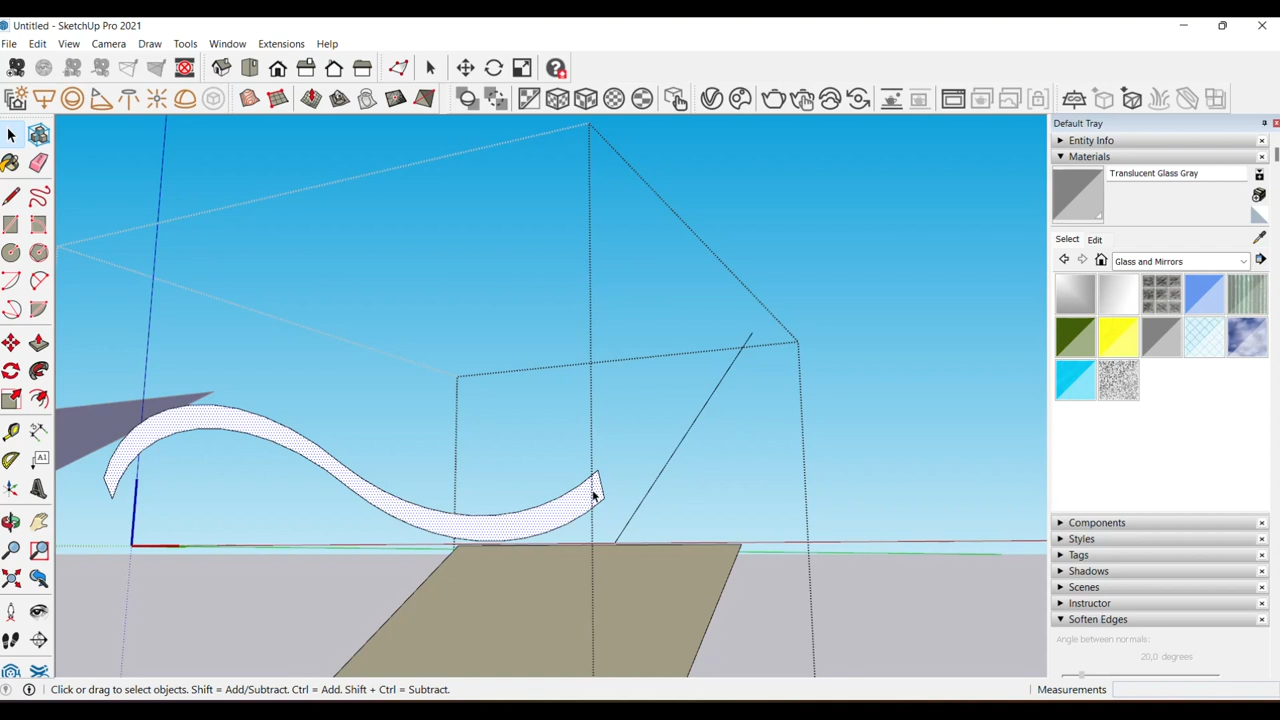 Untitled - SketchUp Pro 2021
File Edit View Camera Draw Tools Window Extensions Help
Default Tray
Entity Info
Materials
Translucent Glass Gray
Select Edit
Glass and Mirrors
A1
Components
Styles
Tags
Shadows
Scenes
Instructor
Soften Edges
Angle between normals:
20,0 degrees
Click or drag to select objects. Shift = Add/Subtract. Ctrl = Add. Shift + Ctrl = Subtract.
Measurements